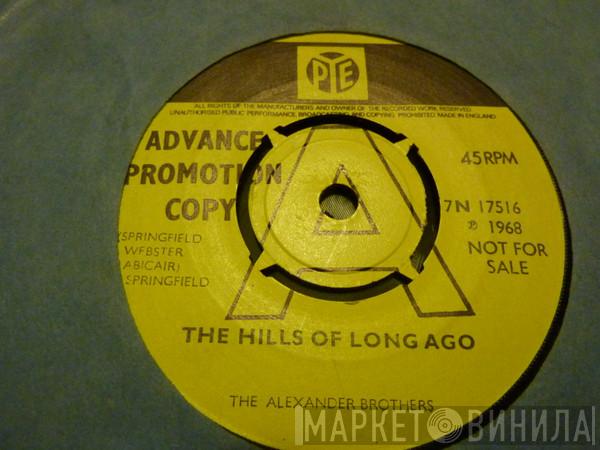 PYE
ALL RIGHTS OF THE MANUFACTURERS AND OWNER OF THE RECORDED WORK RESERVED
UNAUTHORISED PUBLIC PERFORMANCE, BROADCASTING AND COPYING PROHIBITED. MADE IN ENGLAND
A
ADVANCE
PROMOTION
COPY
45 RPM
7N 17516
℗ 1968
NOT FOR
SALE
(SPRINGFIELD
WEBSTER
ABICAIR)
SPRINGFIELD
THE HILLS OF LONG AGO
THE ALEXANDER BROTHERS
МАРКЕТ ВИНИЛА